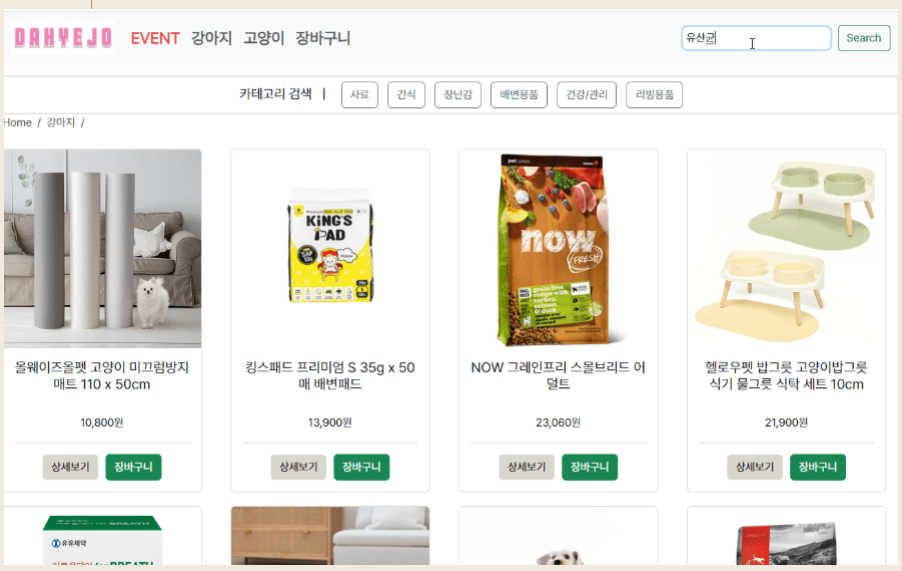 DAHYEJO EVENT 강아지 고양이 장바구니 유산균 Search
카테고리 검색 | 사료 간식 장난감 배변용품 건강/관리 리빙용품
Home / 강아지 /
KiNG'S
PAD
now
FRESH
grain-free
recipe with
turkey,
salmon
& duck
올웨이즈올펫 고양이 미끄럼방지
매트 110 x 50cm
10,800원
상세보기 장바구니
킹스패드 프리미엄 S 35g x 50
매 배변패드
13,900원
상세보기 장바구니
NOW 그레인프리 스몰브리드 어
덜트
23,060원
상세보기 장바구니
헬로우펫 밥그릇 고양이밥그릇
식기 물그릇 식탁 세트 10cm
21,900원
상세보기 장바구니
유유제약